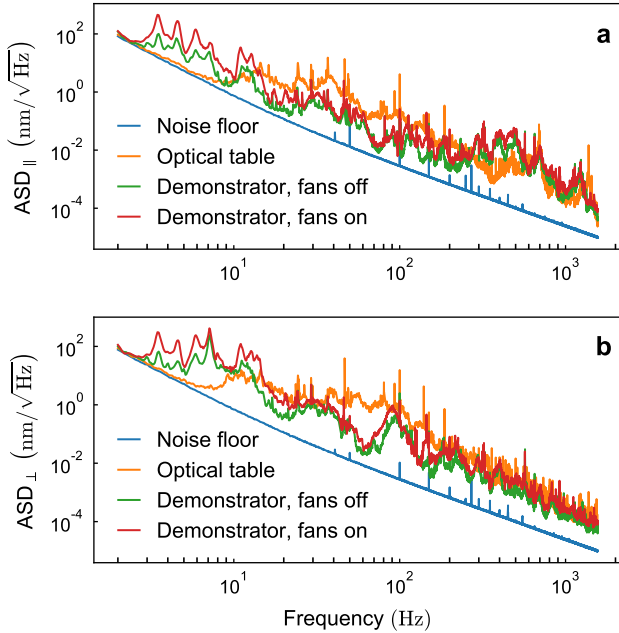 a
ASD∥ (nm/√Hz)
10²
10⁰
10⁻²
10⁻⁴
Noise floor
Optical table
Demonstrator, fans off
Demonstrator, fans on
10¹ 10² 10³
b
ASD⊥ (nm/√Hz)
10²
10⁰
10⁻²
10⁻⁴
Noise floor
Optical table
Demonstrator, fans off
Demonstrator, fans on
10¹ 10² 10³
Frequency (Hz)